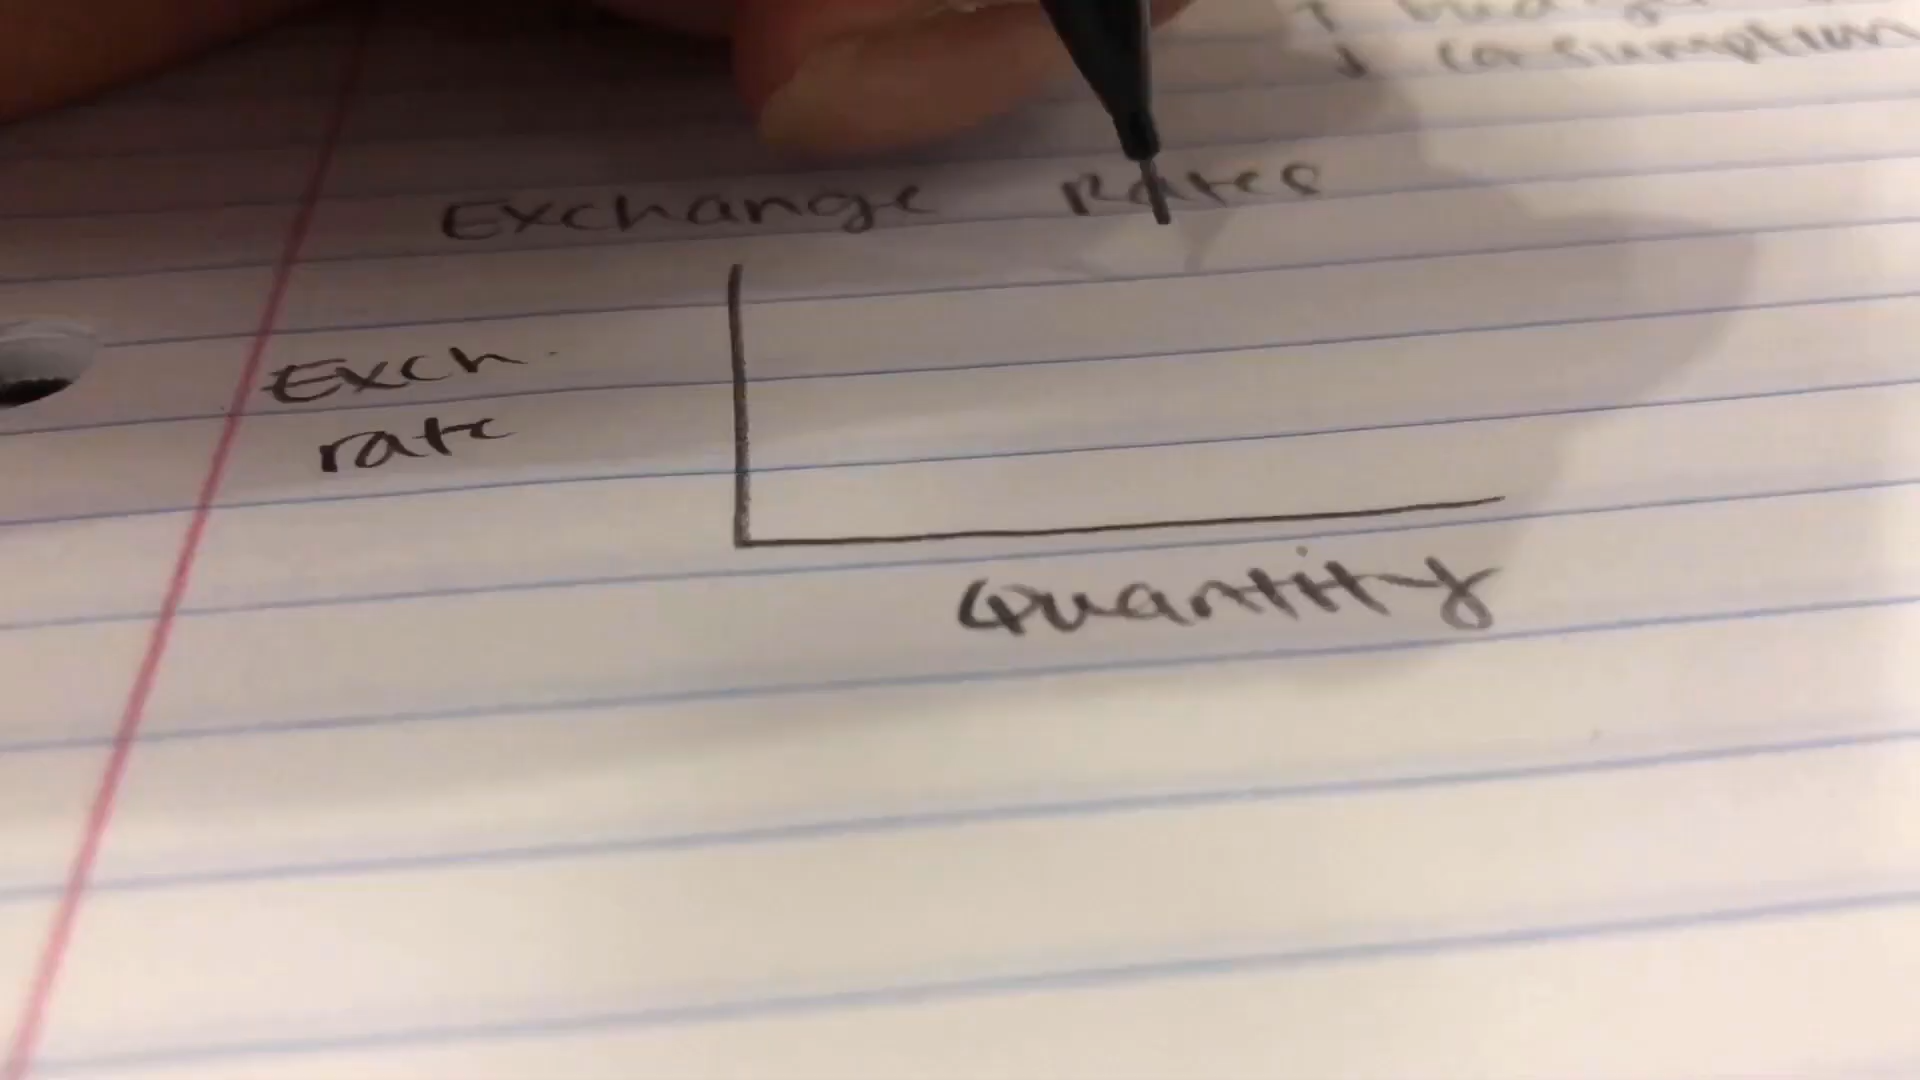 ↓ consumption
Exchange Rates
Exch.
rate
Quantity